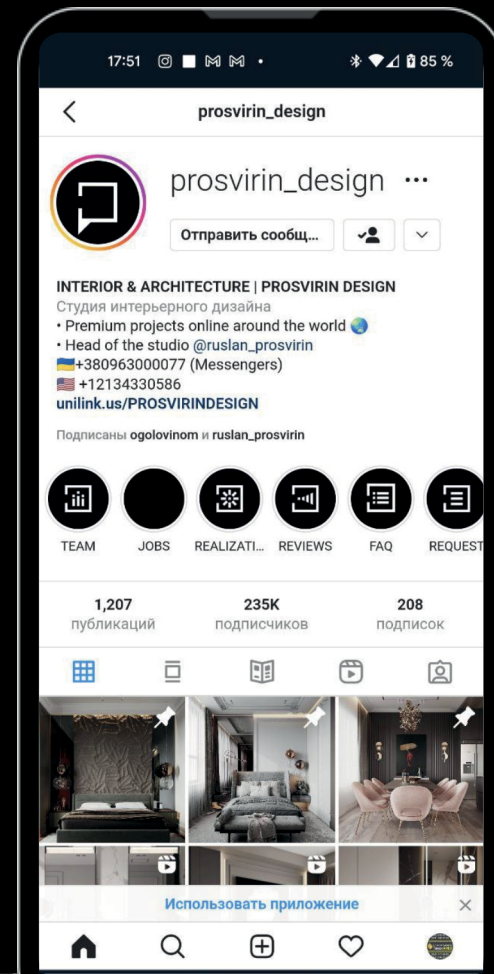 17:51
85 %
prosvirin_design
prosvirin_design
Отправить сообщ...
INTERIOR & ARCHITECTURE | PROSVIRIN DESIGN
Студия интерьерного дизайна
• Premium projects online around the world 🌏
• Head of the studio @ruslan_prosvirin
🇺🇦+380963000077 (Messengers)
🇺🇸 +12134330586
unilink.us/PROSVIRINDESIGN
Подписаны ogolovinom и ruslan_prosvirin
TEAM JOBS REALIZATI... REVIEWS FAQ REQUEST
1,207 235K 208
публикаций подписчиков подписок
Использовать приложение